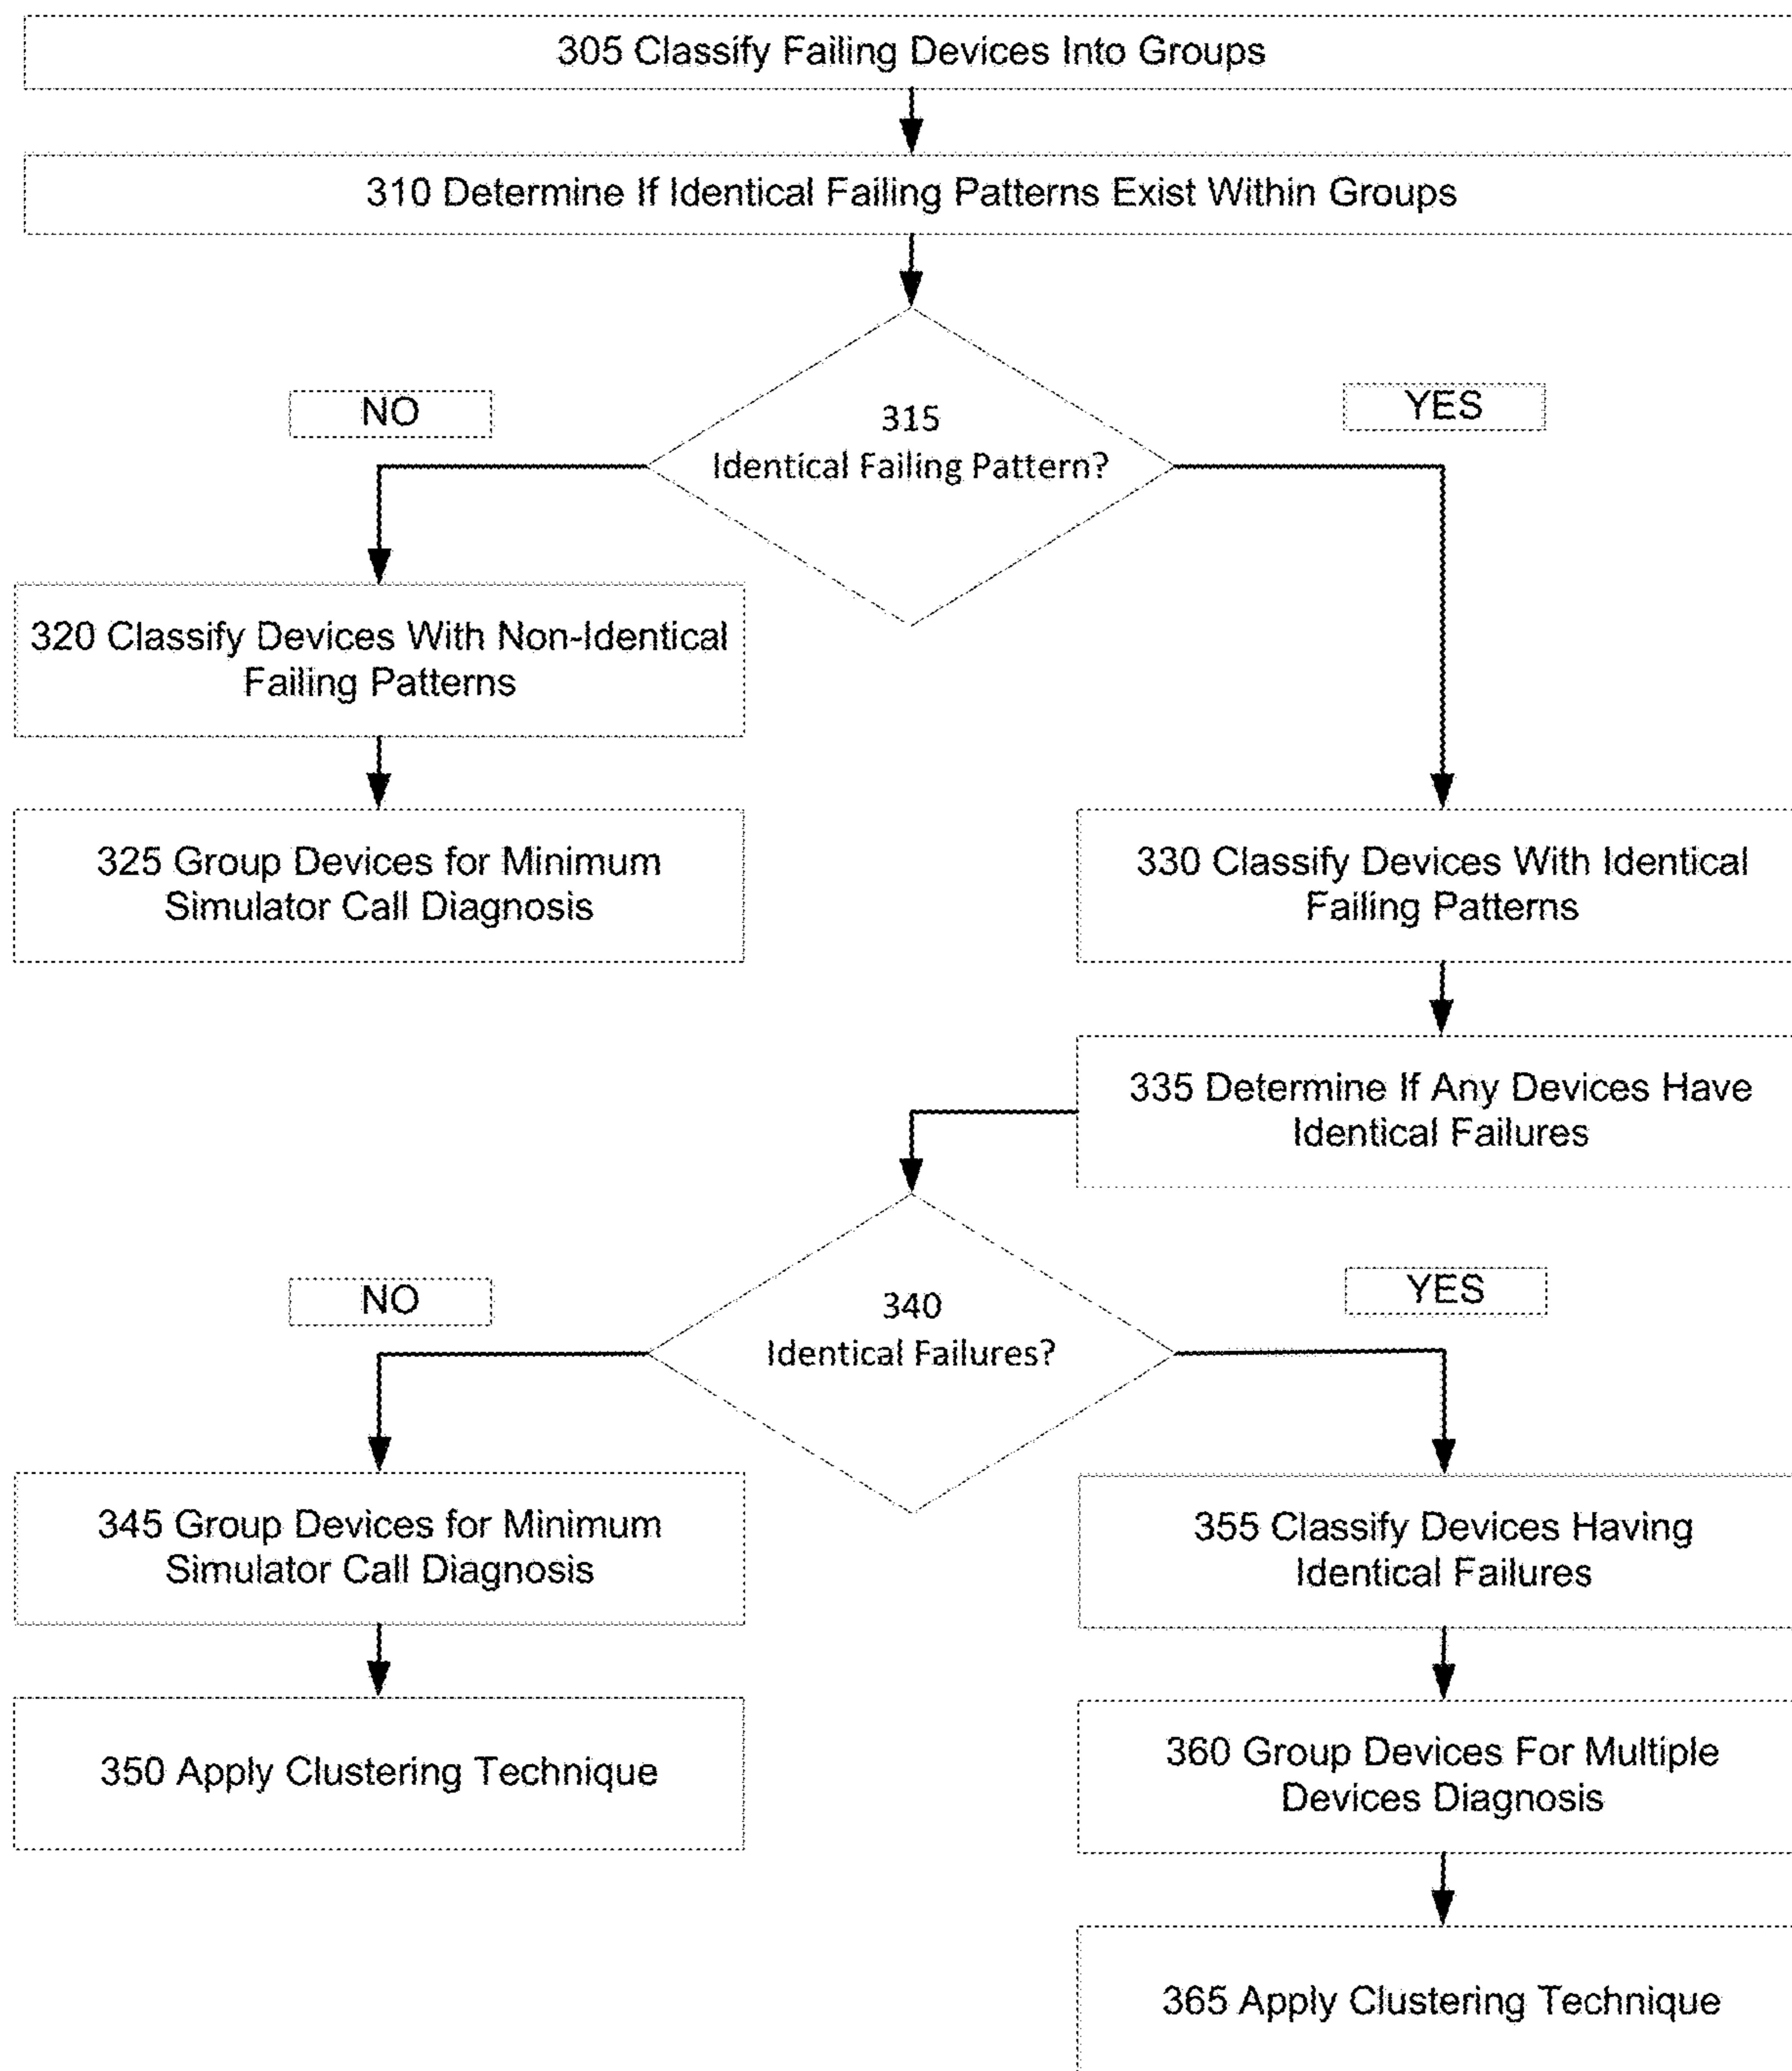 305 Classify Failing Devices Into Groups
310 Determine If Identical Failing Patterns Exist Within Groups
315
Identical Failing Pattern?
NO
YES
320 Classify Devices With Non-Identical
Failing Patterns
325 Group Devices for Minimum
Simulator Call Diagnosis
330 Classify Devices With Identical
Failing Patterns
335 Determine If Any Devices Have
Identical Failures
340
Identical Failures?
NO
YES
345 Group Devices for Minimum
Simulator Call Diagnosis
350 Apply Clustering Technique
355 Classify Devices Having
Identical Failures
360 Group Devices For Multiple
Devices Diagnosis
365 Apply Clustering Technique